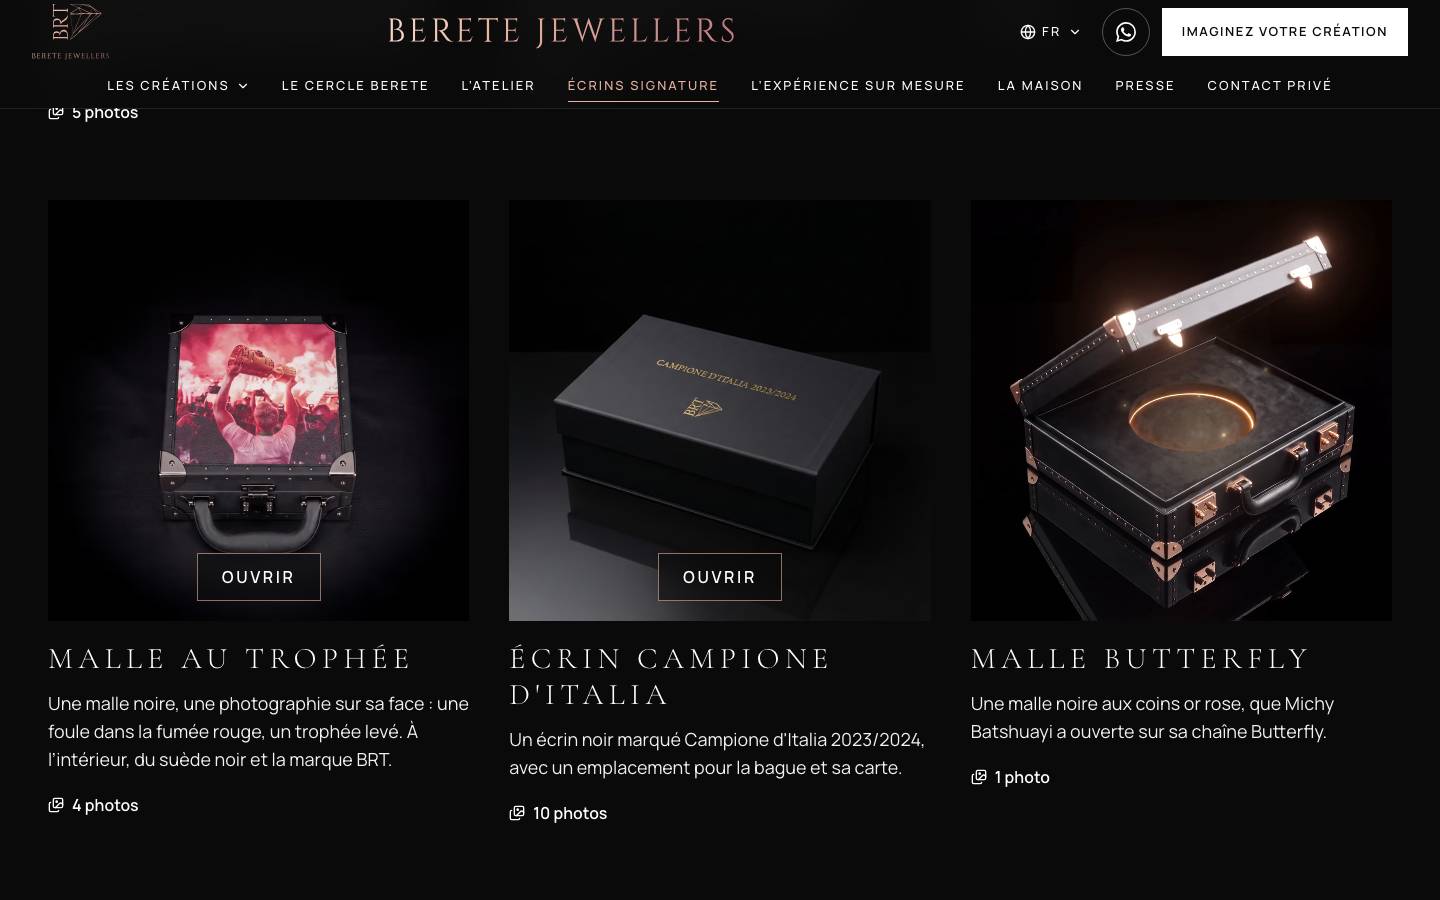 BRT
BERETE JEWELLERS
BERETE JEWELLERS
FR
IMAGINEZ VOTRE CRÉATION
LES CRÉATIONS
LE CERCLE BERETE
L'ATELIER
ÉCRINS SIGNATURE
L'EXPÉRIENCE SUR MESURE
LA MAISON
PRESSE
CONTACT PRIVÉ
5 photos
CAMPIONE D'ITALIA 2023/2024
BRT
OUVRIR
OUVRIR
MALLE AU TROPHÉE
Une malle noire, une photographie sur sa face : une
foule dans la fumée rouge, un trophée levé. À
l'intérieur, du suède noir et la marque BRT.
4 photos
ÉCRIN CAMPIONE
D'ITALIA
Un écrin noir marqué Campione d'Italia 2023/2024,
avec un emplacement pour la bague et sa carte.
10 photos
MALLE BUTTERFLY
Une malle noire aux coins or rose, que Michy
Batshuayi a ouverte sur sa chaîne Butterfly.
1 photo